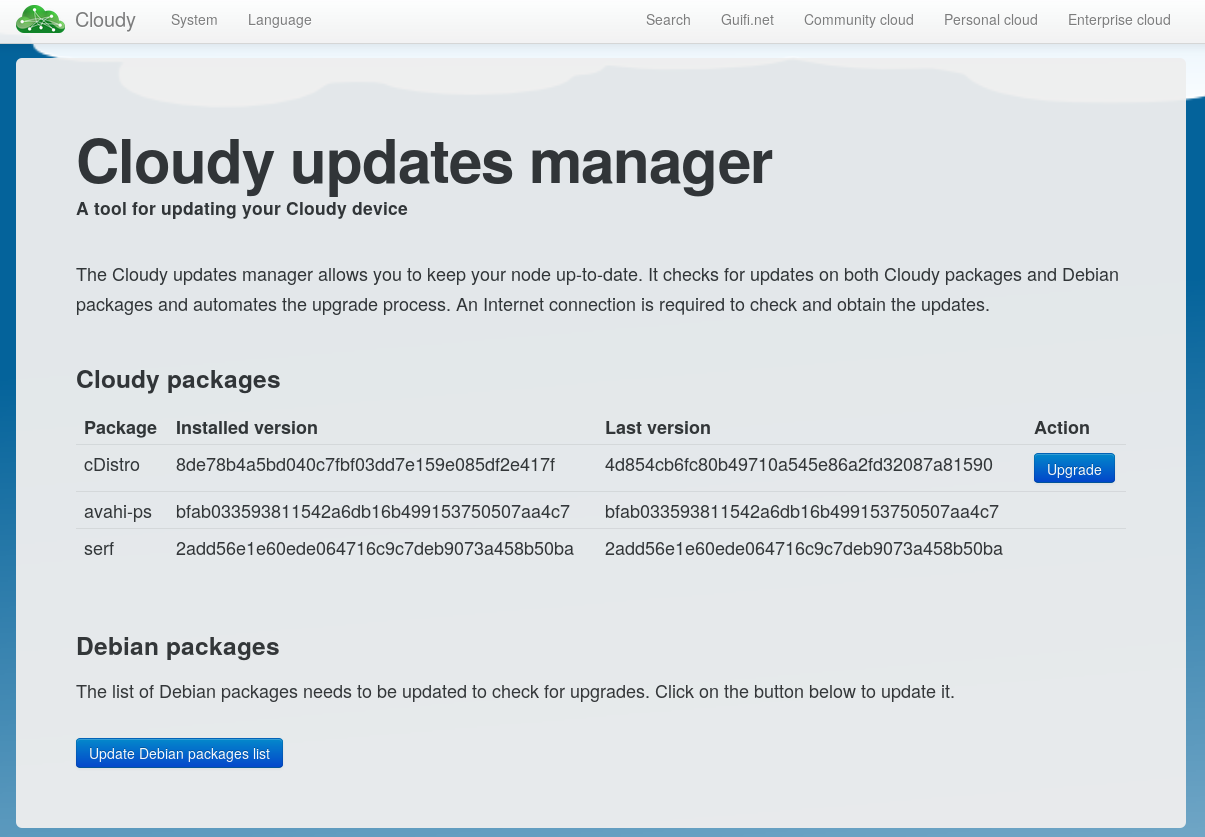 Cloudy System Language Search Guifi.net Community cloud Personal cloud Enterprise cloud
Cloudy updates manager
A tool for updating your Cloudy device
The Cloudy updates manager allows you to keep your node up-to-date. It checks for updates on both Cloudy packages and Debian
packages and automates the upgrade process. An Internet connection is required to check and obtain the updates.
Cloudy packages
Package Installed version Last version Action
cDistro 8de78b4a5bd040c7fbf03dd7e159e085df2e417f 4d854cb6fc80b49710a545e86a2fd32087a81590 Upgrade
avahi-ps bfab033593811542a6db16b499153750507aa4c7 bfab033593811542a6db16b499153750507aa4c7
serf 2add56e1e60ede064716c9c7deb9073a458b50ba 2add56e1e60ede064716c9c7deb9073a458b50ba
Debian packages
The list of Debian packages needs to be updated to check for upgrades. Click on the button below to update it.
Update Debian packages list